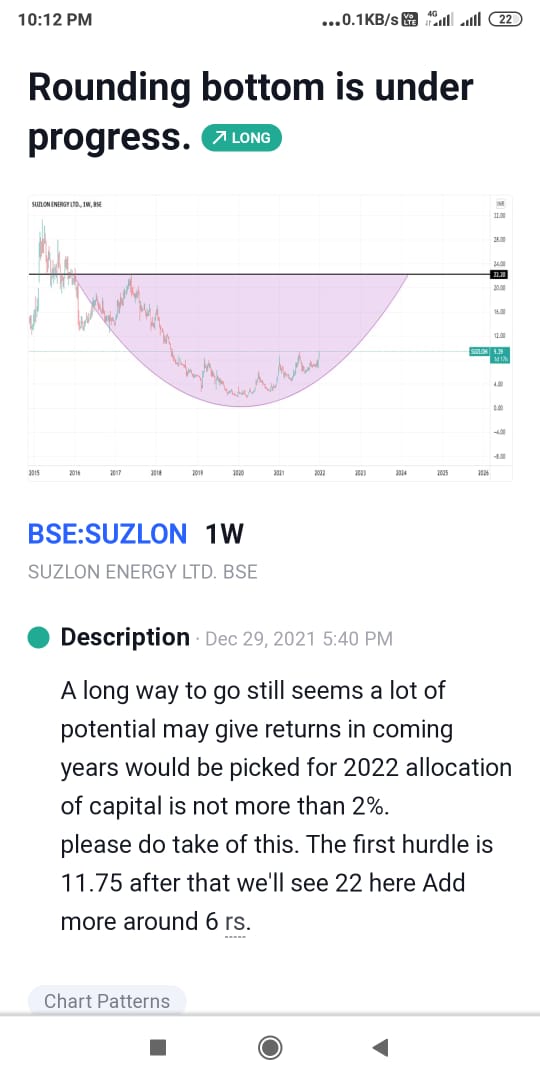 10:12 PM
...0.1KB/s Vo LTE 4G 22
Rounding bottom is under
progress. LONG
SUZLON ENERGY LTD., 1W, BSE
INR
32.00
28.00
24.00
22.20
20.00
16.00
12.00
SUZLON 9.39
1d 17h
4.00
0.00
-4.00
-8.00
2015 2016 2017 2018 2019 2020 2021 2022 2023 2024 2025 2026
BSE:SUZLON 1W
SUZLON ENERGY LTD. BSE
Description · Dec 29, 2021 5:40 PM
A long way to go still seems a lot of
potential may give returns in coming
years would be picked for 2022 allocation
of capital is not more than 2%.
please do take of this. The first hurdle is
11.75 after that we'll see 22 here Add
more around 6 rs.
Chart Patterns